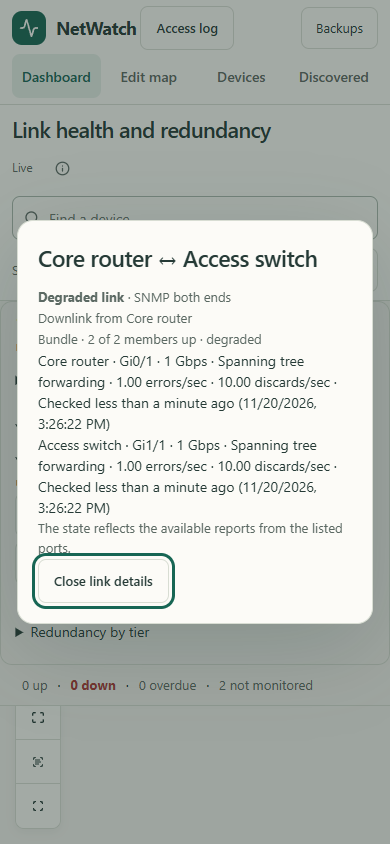 NetWatch
Access log
Backups
Dashboard
Edit map
Devices
Discovered
Link health and redundancy
Live
Find a device
Core router ↔ Access switch
Degraded link · SNMP both ends
Downlink from Core router
Bundle · 2 of 2 members up · degraded
Core router · Gi0/1 · 1 Gbps · Spanning tree
forwarding · 1.00 errors/sec · 10.00 discards/sec ·
Checked less than a minute ago (11/20/2026,
3:26:22 PM)
Access switch · Gi1/1 · 1 Gbps · Spanning tree
forwarding · 1.00 errors/sec · 10.00 discards/sec ·
Checked less than a minute ago (11/20/2026,
3:26:22 PM)
The state reflects the available reports from the listed
ports.
Close link details
Redundancy by tier
0 up · 0 down · 0 overdue · 2 not monitored